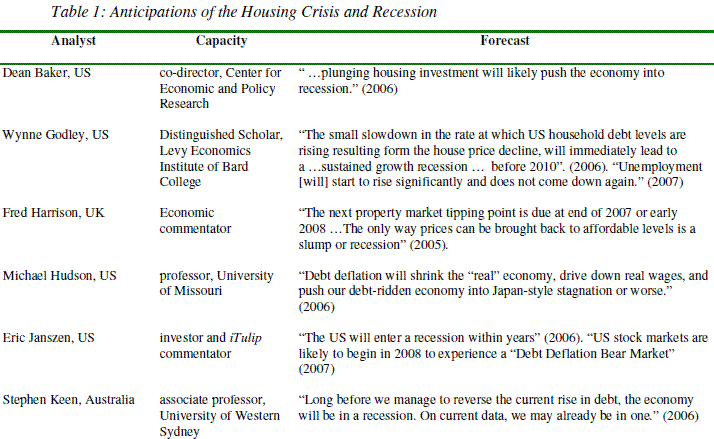 Table 1: Anticipations of the Housing Crisis and Recession
Analyst Capacity Forecast
Dean Baker, US co-director, Center for “ …plunging housing investment will likely push the economy into
Economic and Policy recession.” (2006)
Research
Wynne Godley, US Distinguished Scholar, “The small slowdown in the rate at which US household debt levels are
Levy Economics rising resulting form the house price decline, will immediately lead to
Institute of Bard a …sustained growth recession … before 2010”. (2006). “Unemployment
College [will] start to rise significantly and does not come down again.” (2007)
Fred Harrison, UK Economic “The next property market tipping point is due at end of 2007 or early
commentator 2008 …The only way prices can be brought back to affordable levels is a
slump or recession” (2005).
Michael Hudson, US professor, University “Debt deflation will shrink the “real” economy, drive down real wages, and
of Missouri push our debt-ridden economy into Japan-style stagnation or worse.”
(2006)
Eric Janszen, US investor and iTulip “The US will enter a recession within years” (2006). “US stock markets are
commentator likely to begin in 2008 to experience a “Debt Deflation Bear Market”
(2007)
Stephen Keen, Australia associate professor, “Long before we manage to reverse the current rise in debt, the economy
University of Western will be in a recession. On current data, we may already be in one.” (2006)
Sydney